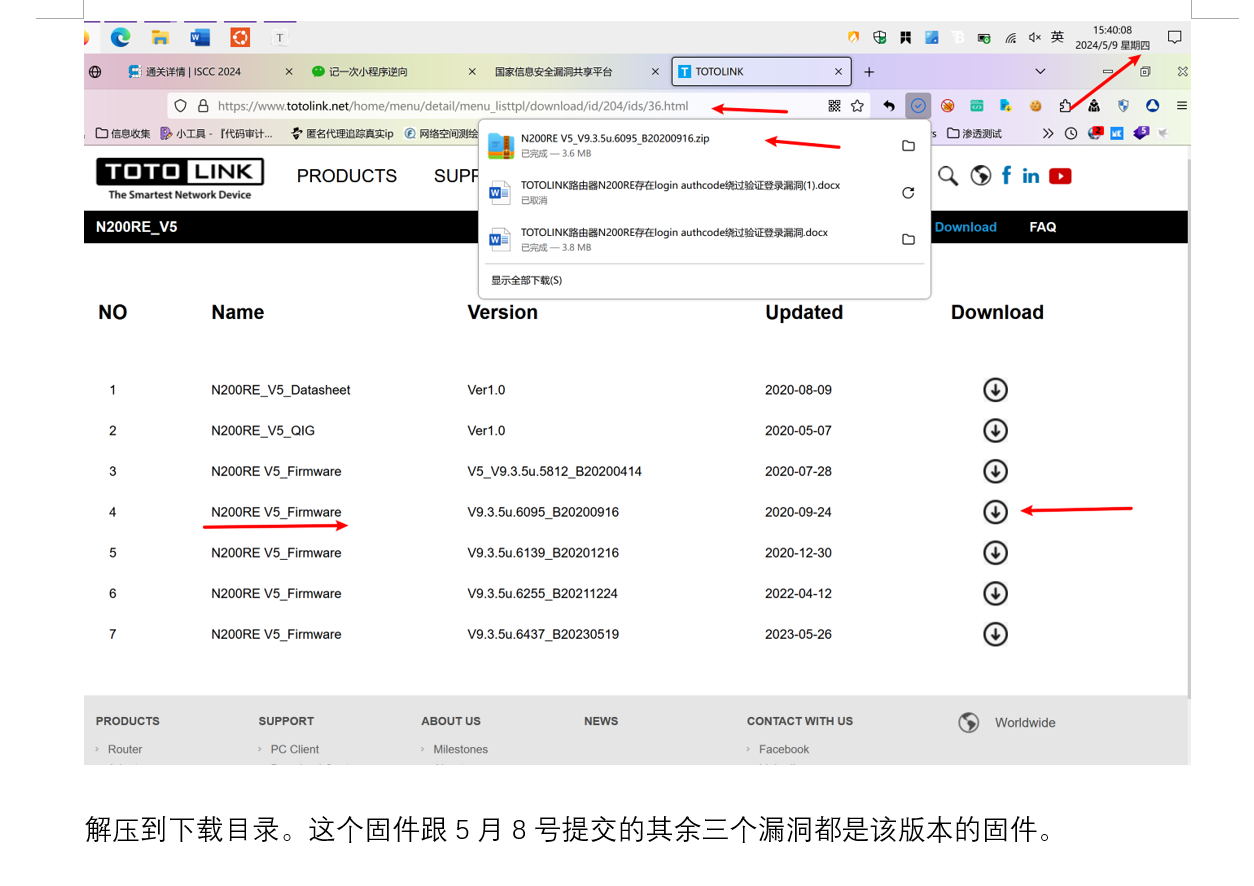 T
英
15:40:08
2024/5/9 星期四
通关详情 | ISCC 2024
记一次小程序逆向
国家信息安全漏洞共享平台
TOTOLINK
https://www.totolink.net/home/menu/detail/menu_listtpl/download/id/204/ids/36.html
信息收集
小工具 - 『代码审计...
匿名代理追踪真实ip
网络空间测绘
s
渗透测试
N200RE V5_V9.3.5u.6095_B20200916.zip
已完成 — 3.6 MB
TOTOLINK路由器N200RE存在login authcode绕过验证登录漏洞(1).docx
已取消
TOTOLINK路由器N200RE存在login authcode绕过验证登录漏洞.docx
已完成 — 3.8 MB
显示全部下载(S)
TOTO LINK
The Smartest Network Device
PRODUCTS
SUPP
N200RE_V5
Download
FAQ
NO Name Version Updated Download
1 N200RE_V5_Datasheet Ver1.0 2020-08-09
2 N200RE_V5_QIG Ver1.0 2020-05-07
3 N200RE V5_Firmware V5_V9.3.5u.5812_B20200414 2020-07-28
4 N200RE V5_Firmware V9.3.5u.6095_B20200916 2020-09-24
5 N200RE V5_Firmware V9.3.5u.6139_B20201216 2020-12-30
6 N200RE V5_Firmware V9.3.5u.6255_B20211224 2022-04-12
7 N200RE V5_Firmware V9.3.5u.6437_B20230519 2023-05-26
PRODUCTS SUPPORT ABOUT US NEWS CONTACT WITH US Worldwide
Router PC Client Milestones Facebook
解压到下载目录。这个固件跟 5 月 8 号提交的其余三个漏洞都是该版本的固件。